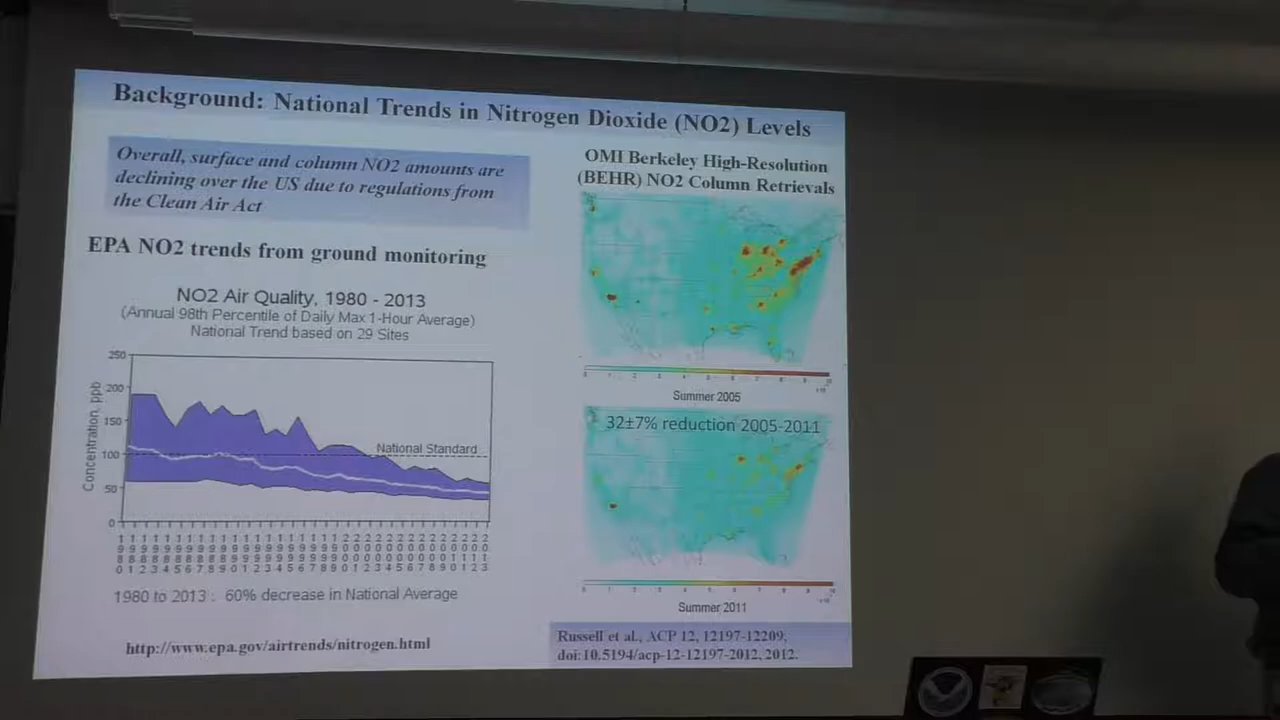 Background: National Trends in Nitrogen Dioxide (NO2) Levels
Overall, surface and column NO2 amounts are
declining over the US due to regulations from
the Clean Air Act
EPA NO2 trends from ground monitoring
NO2 Air Quality, 1980 - 2013
(Annual 98th Percentile of Daily Max 1-Hour Average)
National Trend based on 29 Sites
Concentration, ppb
250
200
150
100
50
0
National Standard
1980 to 2013 : 60% decrease in National Average
http://www.epa.gov/airtrends/nitrogen.html
OMI Berkeley High-Resolution
(BEHR) NO2 Column Retrievals
Summer 2005
32±7% reduction 2005-2011
Summer 2011
Russell et al., ACP 12, 12197-12209,
doi:10.5194/acp-12-12197-2012, 2012.